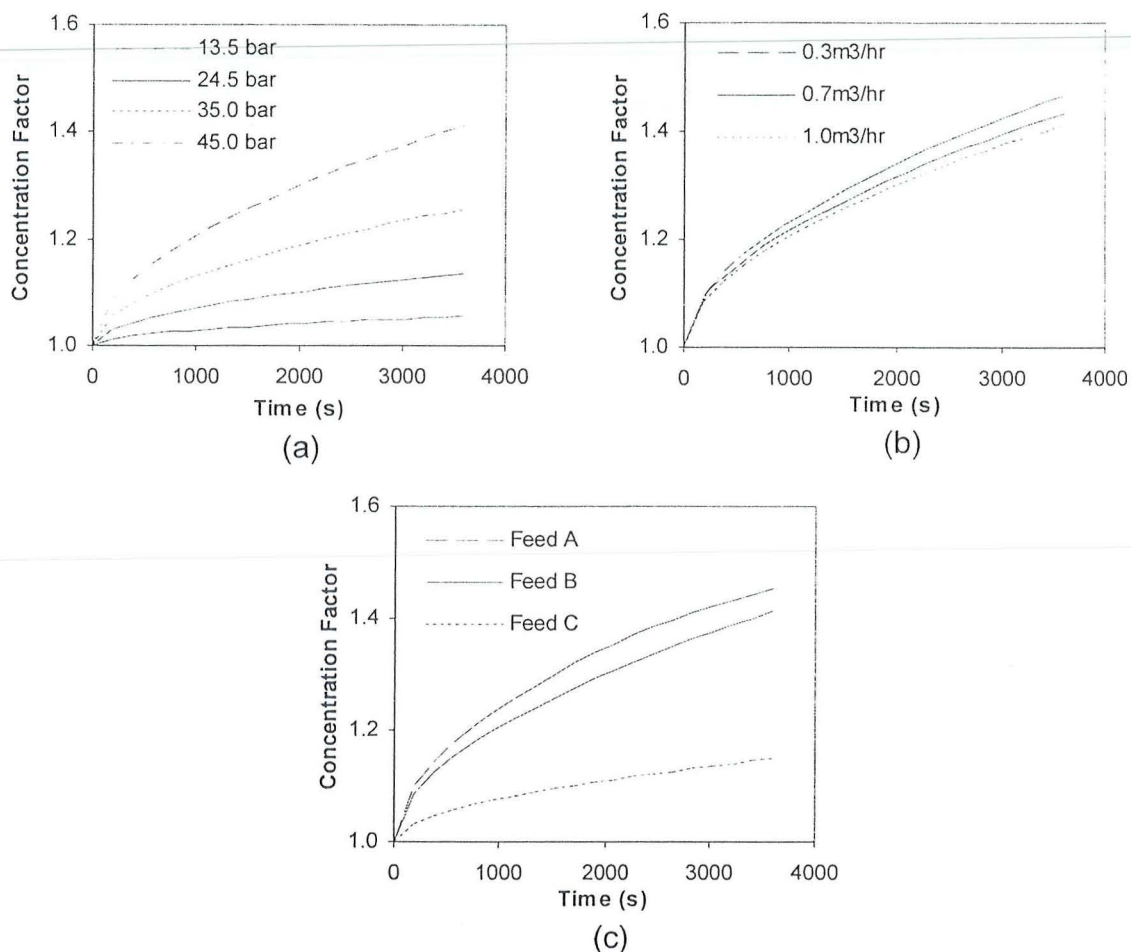 1.6
13.5 bar
24.5 bar
35.0 bar
45.0 bar
1.4
1.2
1.0
Concentration Factor
0
1000
2000
3000
4000
Time (s)
(a)
1.6
0.3m3/hr
0.7m3/hr
1.0m3/hr
1.4
1.2
1.0
Concentration Factor
0
1000
2000
3000
4000
Time (s)
(b)
1.6
Feed A
Feed B
Feed C
1.4
1.2
1.0
Concentration Factor
0
1000
2000
3000
4000
Time (s)
(c)